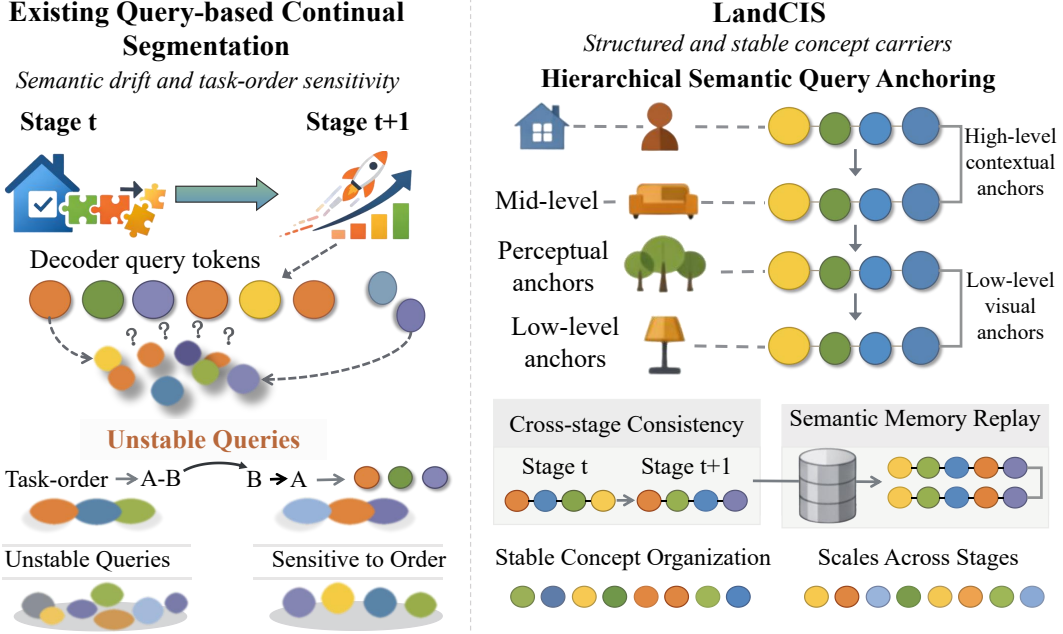 Existing Query-based Continual
Segmentation
Semantic drift and task-order sensitivity
Stage t
Stage t+1
Decoder query tokens
? ? ? ?
Unstable Queries
Task-order
A-B
B
A
Unstable Queries
Sensitive to Order
LandCIS
Structured and stable concept carriers
Hierarchical Semantic Query Anchoring
High-level
contextual
anchors
Mid-level
Perceptual
anchors
Low-level
visual
anchors
Low-level
anchors
Cross-stage Consistency
Stage t
Stage t+1
Semantic Memory Replay
Stable Concept Organization
Scales Across Stages